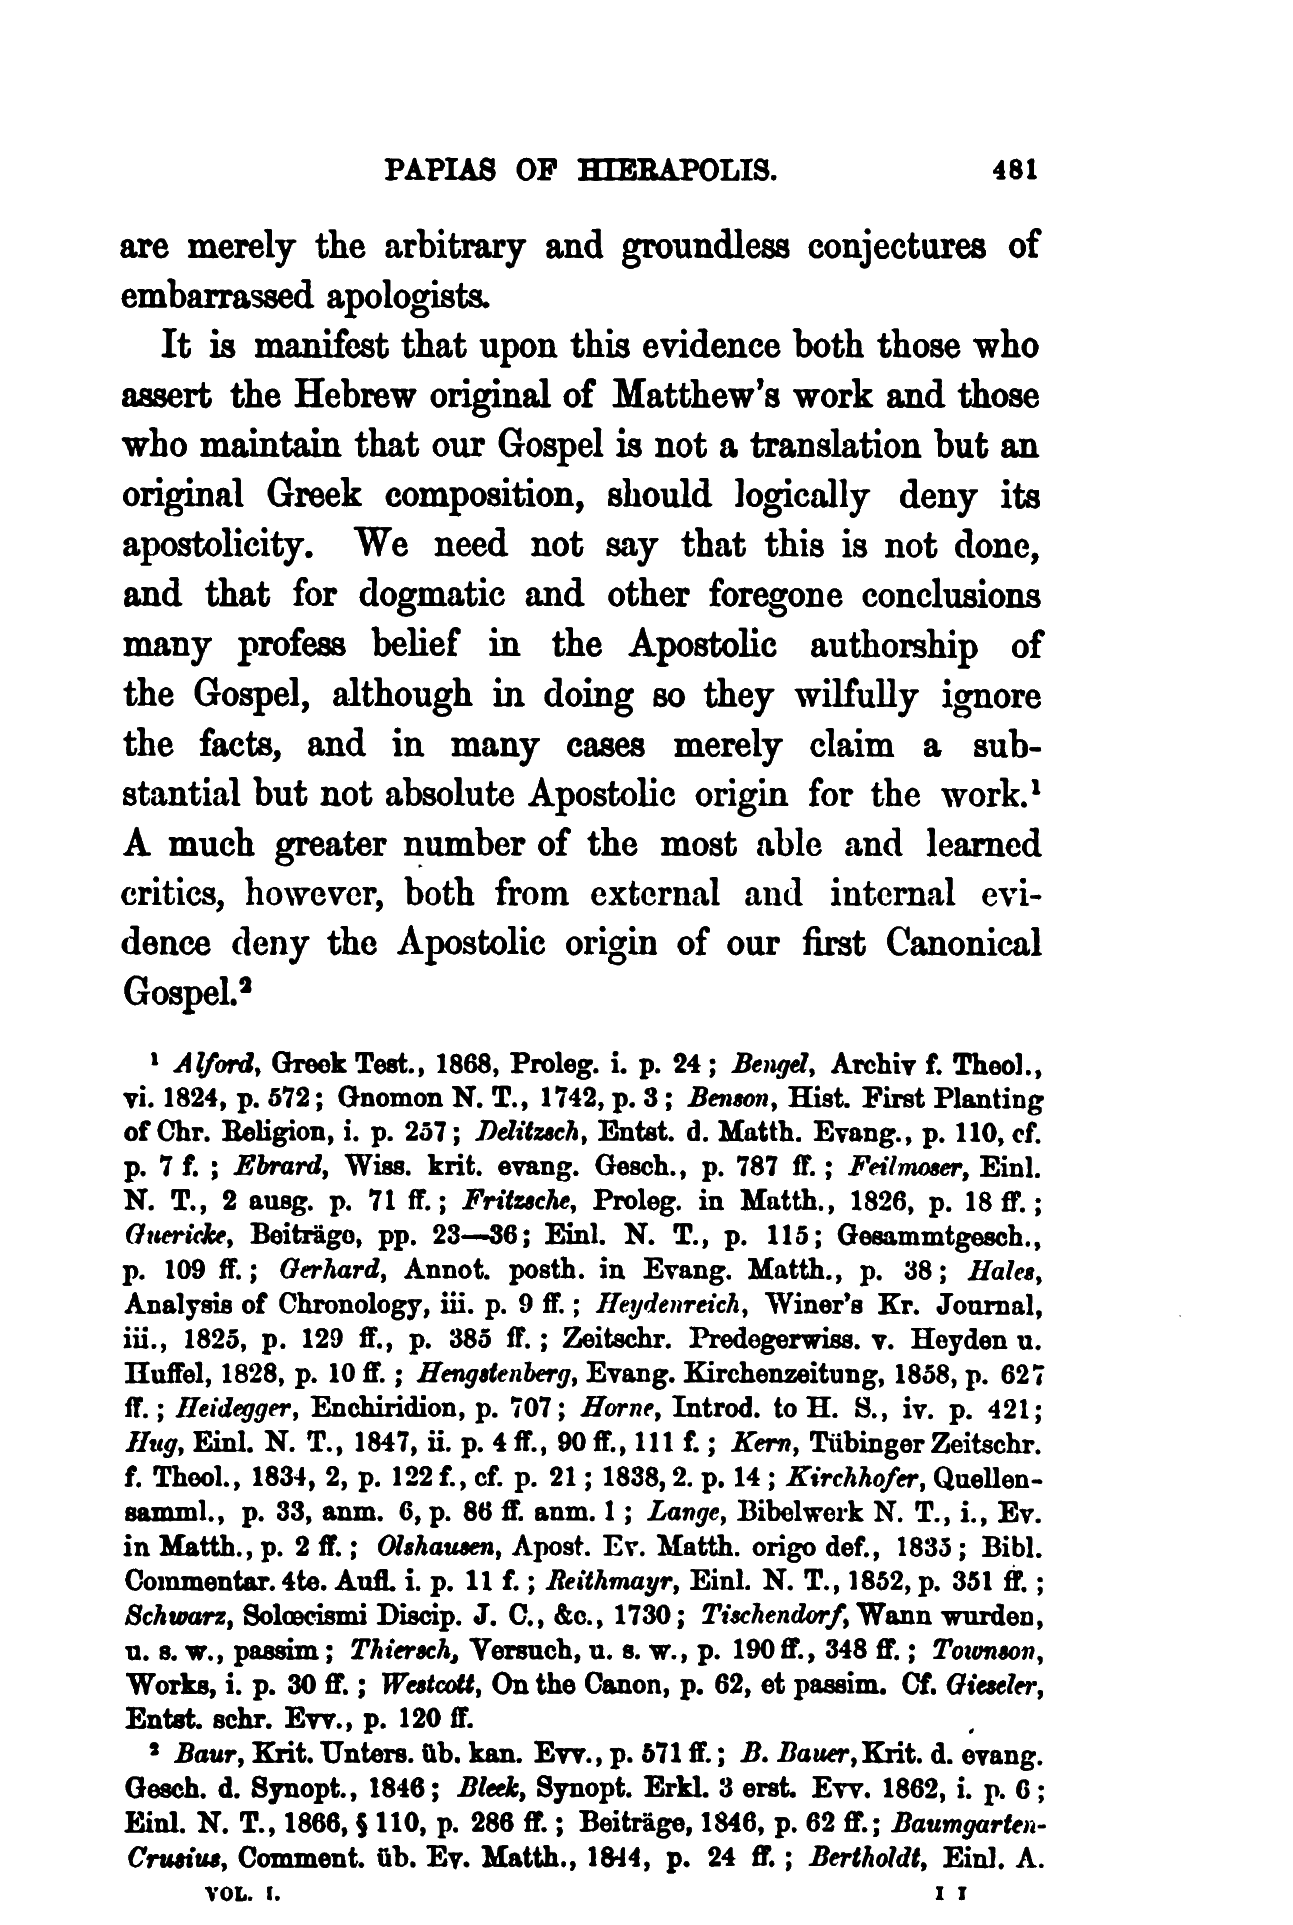 PAPIAS OF HIERAPOLIS. 481
are merely the arbitrary and groundless conjectures of
embarrassed apologists.
It is manifest that upon this evidence both those who
assert the Hebrew original of Matthew's work and those
who maintain that our Gospel is not a translation but an
original Greek composition, should logically deny its
apostolicity. We need not say that this is not done,
and that for dogmatic and other foregone conclusions
many profess belief in the Apostolic authorship of
the Gospel, although in doing so they wilfully ignore
the facts, and in many cases merely claim a sub-
stantial but not absolute Apostolic origin for the work.¹
A much greater number of the most able and learned
critics, however, both from external and internal evi-
dence deny the Apostolic origin of our first Canonical
Gospel.²
¹ Alford, Greek Test., 1868, Proleg. i. p. 24; Bengel, Archiv f. Theol.,
vi. 1824, p. 572; Gnomon N. T., 1742, p. 3; Benson, Hist. First Planting
of Chr. Religion, i. p. 257; Delitzsch, Entst. d. Matth. Evang., p. 110, cf.
p. 7 f.; Ebrard, Wiss. krit. evang. Gesch., p. 787 ff.; Feilmoser, Einl.
N. T., 2 ausg. p. 71 ff.; Fritzsche, Proleg. in Matth., 1826, p. 18 ff.;
Guericke, Beiträge, pp. 23—36; Einl. N. T., p. 115; Gesammtgesch.,
p. 109 ff.; Gerhard, Annot. posth. in Evang. Matth., p. 38; Hales,
Analysis of Chronology, iii. p. 9 ff.; Heydenreich, Winer's Kr. Journal,
iii., 1825, p. 129 ff., p. 385 ff.; Zeitschr. Predegerwiss. v. Heyden u.
Huffel, 1828, p. 10 ff.; Hengstenberg, Evang. Kirchenzeitung, 1858, p. 627
ff.; Heidegger, Enchiridion, p. 707; Horne, Introd. to H. S., iv. p. 421;
Hug, Einl. N. T., 1847, ii. p. 4 ff., 90 ff., 111 f.; Kern, Tübinger Zeitschr.
f. Theol., 1834, 2, p. 122 f., cf. p. 21; 1838, 2. p. 14; Kirchhofer, Quellen-
samml., p. 33, anm. 6, p. 86 ff. anm. 1; Lange, Bibelwerk N. T., i., Ev.
in Matth., p. 2 ff.; Olshausen, Apost. Ev. Matth. origo def., 1835; Bibl.
Commentar. 4te. Aufl. i. p. 11 f.; Reithmayr, Einl. N. T., 1852, p. 351 ff.;
Schwarz, Solœcismi Discip. J. C., &c., 1730; Tischendorf, Wann wurden,
u. s. w., passim; Thiersch, Versuch, u. s. w., p. 190 ff., 348 ff.; Townson,
Works, i. p. 30 ff.; Westcott, On the Canon, p. 62, et passim. Cf. Gieseler,
Entst. schr. Evv., p. 120 ff.
² Baur, Krit. Unters. üb. kan. Evv., p. 571 ff.; B. Bauer, Krit. d. evang.
Gesch. d. Synopt., 1846; Bleek, Synopt. Erkl. 3 erst. Evv. 1862, i. p. 6;
Einl. N. T., 1866, § 110, p. 286 ff.; Beiträge, 1846, p. 62 ff.; Baumgarten-
Crusius, Comment. üb. Ev. Matth., 1844, p. 24 ff.; Bertholdt, Einl. A.
VOL. I. I I